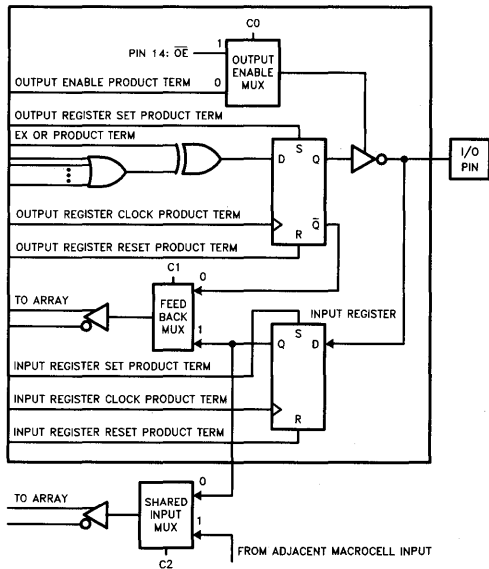 C0
1
PIN 14: OE
OUTPUT
ENABLE
MUX
OUTPUT ENABLE PRODUCT TERM
0
OUTPUT REGISTER SET PRODUCT TERM
EX OR PRODUCT TERM
S
D
Q
I/O
PIN
OUTPUT REGISTER CLOCK PRODUCT TERM
Q
OUTPUT REGISTER RESET PRODUCT TERM
R
C1
0
TO ARRAY
FEED
BACK
MUX
1
INPUT REGISTER
S
Q
D
INPUT REGISTER SET PRODUCT TERM
INPUT REGISTER CLOCK PRODUCT TERM
R
INPUT REGISTER RESET PRODUCT TERM
0
TO ARRAY
SHARED
INPUT
MUX
1
FROM ADJACENT MACROCELL INPUT
C2